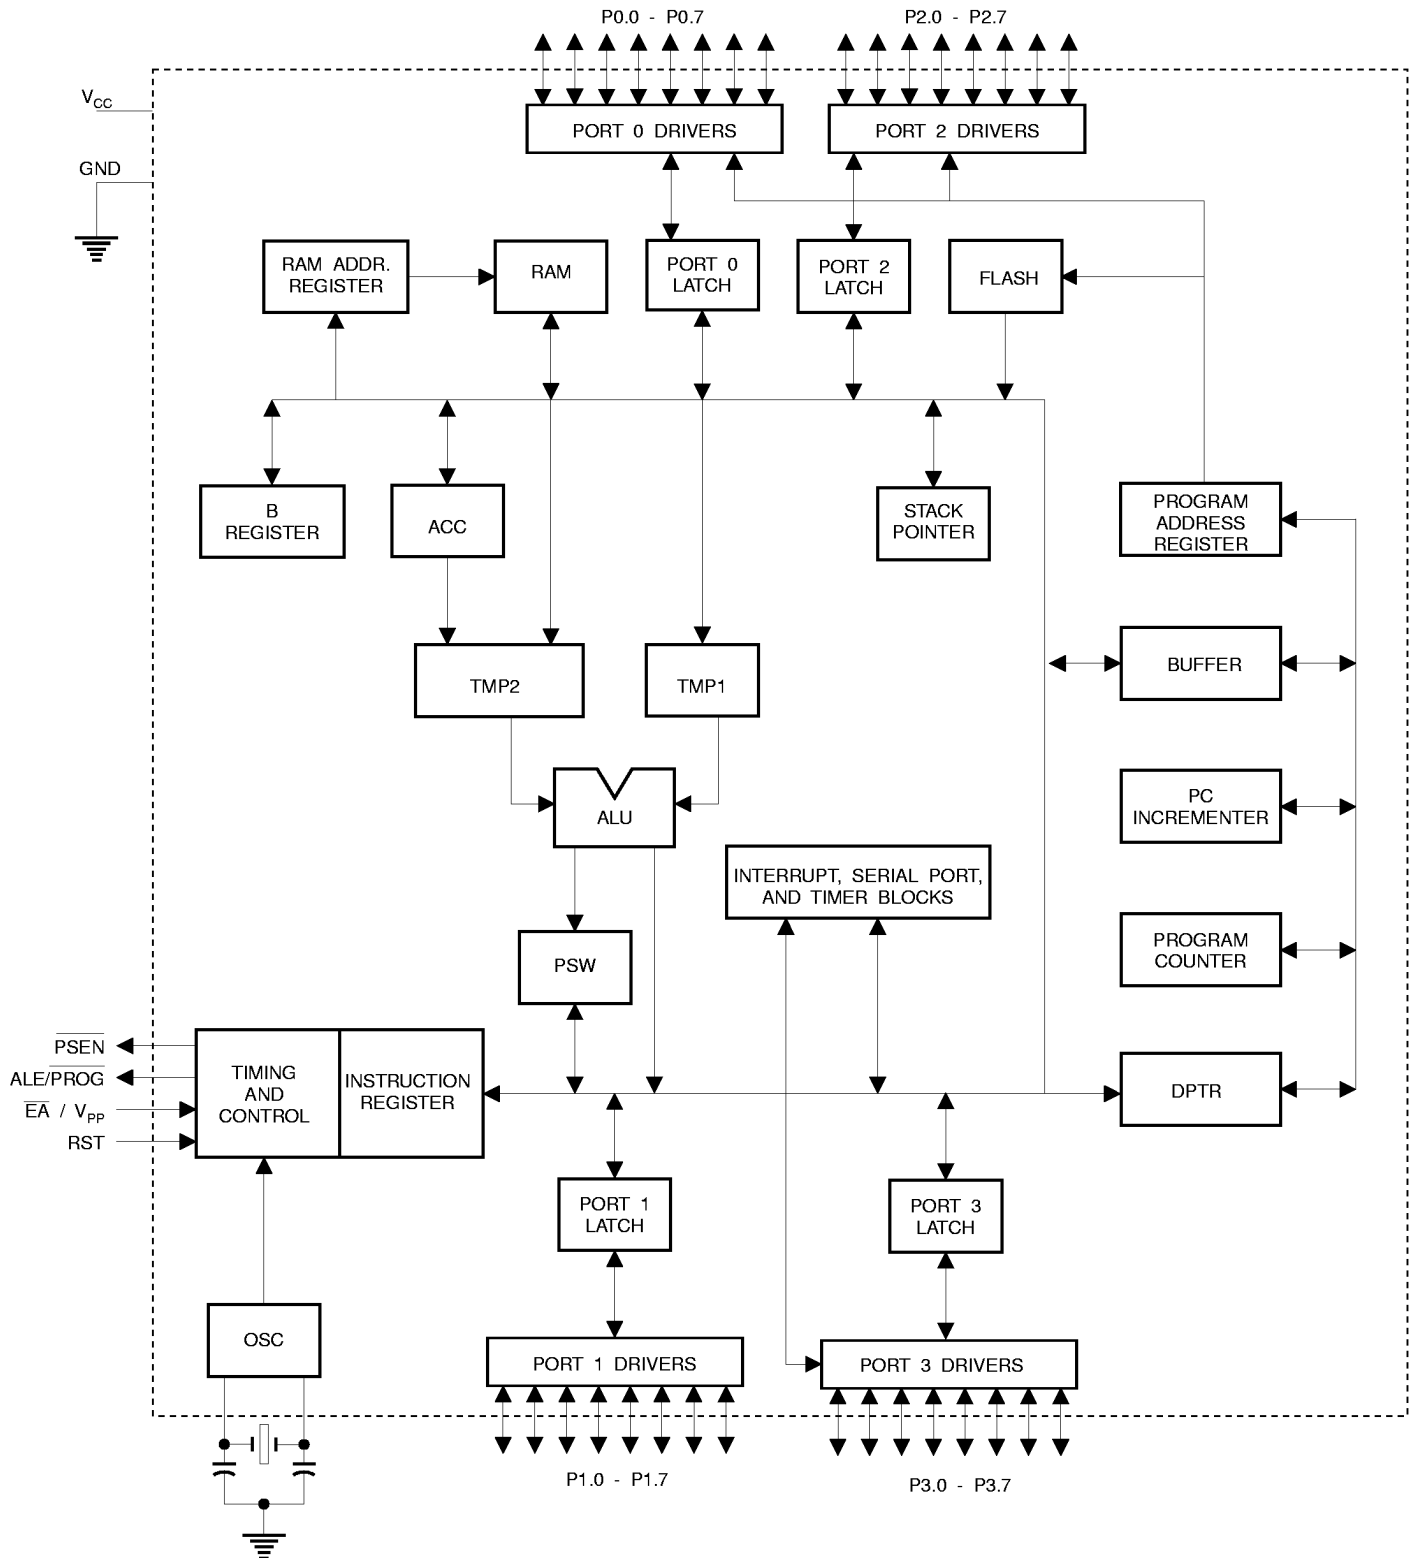 P0.0 - P0.7
P2.0 - P2.7
VCC
GND
PORT 0 DRIVERS
PORT 2 DRIVERS
RAM ADDR.
REGISTER
RAM
PORT 0
LATCH
PORT 2
LATCH
FLASH
B
REGISTER
ACC
STACK
POINTER
PROGRAM
ADDRESS
REGISTER
TMP2
TMP1
BUFFER
ALU
PC
INCREMENTER
INTERRUPT, SERIAL PORT,
AND TIMER BLOCKS
PSW
PROGRAM
COUNTER
PSEN
ALE/PROG
EA / VPP
RST
TIMING
AND
CONTROL
INSTRUCTION
REGISTER
DPTR
PORT 1
LATCH
PORT 3
LATCH
OSC
PORT 1 DRIVERS
PORT 3 DRIVERS
P1.0 - P1.7
P3.0 - P3.7